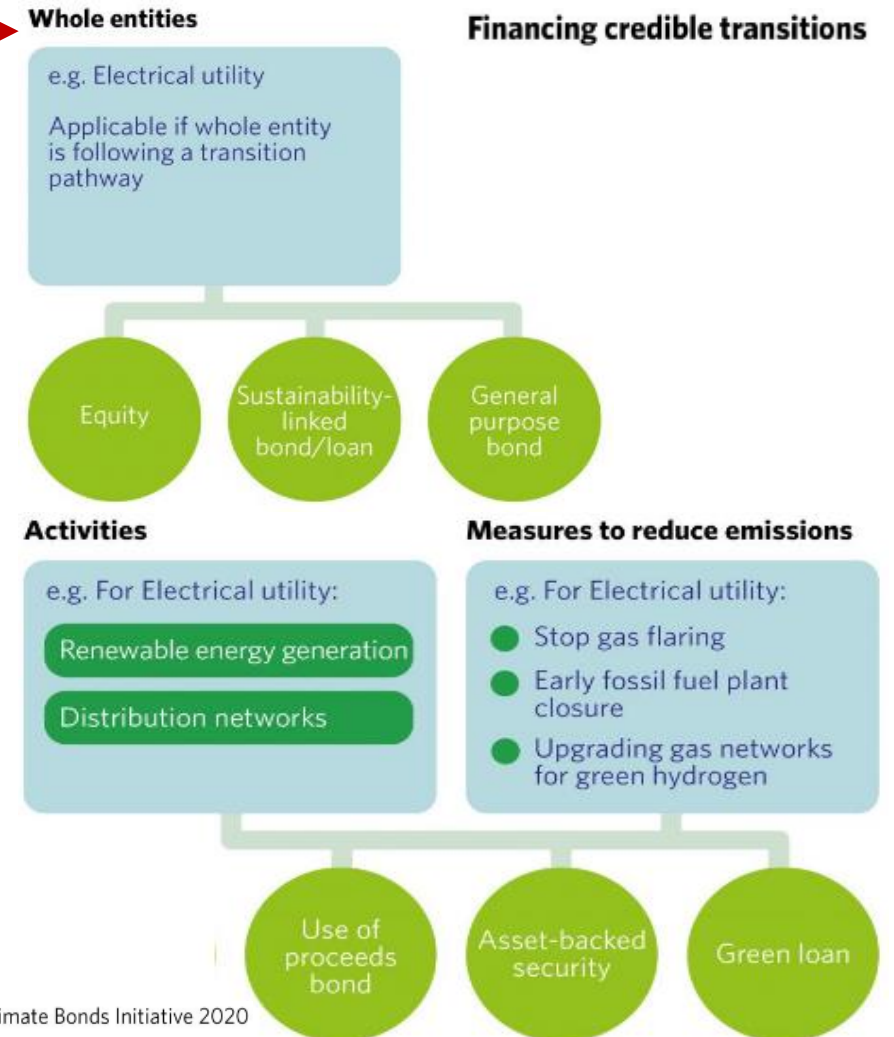 Whole entities
Financing credible transitions
e.g. Electrical utility
Applicable if whole entity
is following a transition
pathway
Equity
Sustainability-
linked
bond/loan
General
purpose
bond
Activities
Measures to reduce emissions
e.g. For Electrical utility:
Renewable energy generation
Distribution networks
e.g. For Electrical utility:
Stop gas flaring
Early fossil fuel plant
closure
Upgrading gas networks
for green hydrogen
Use of
proceeds
bond
Asset-backed
security
Green loan
imate Bonds Initiative 2020